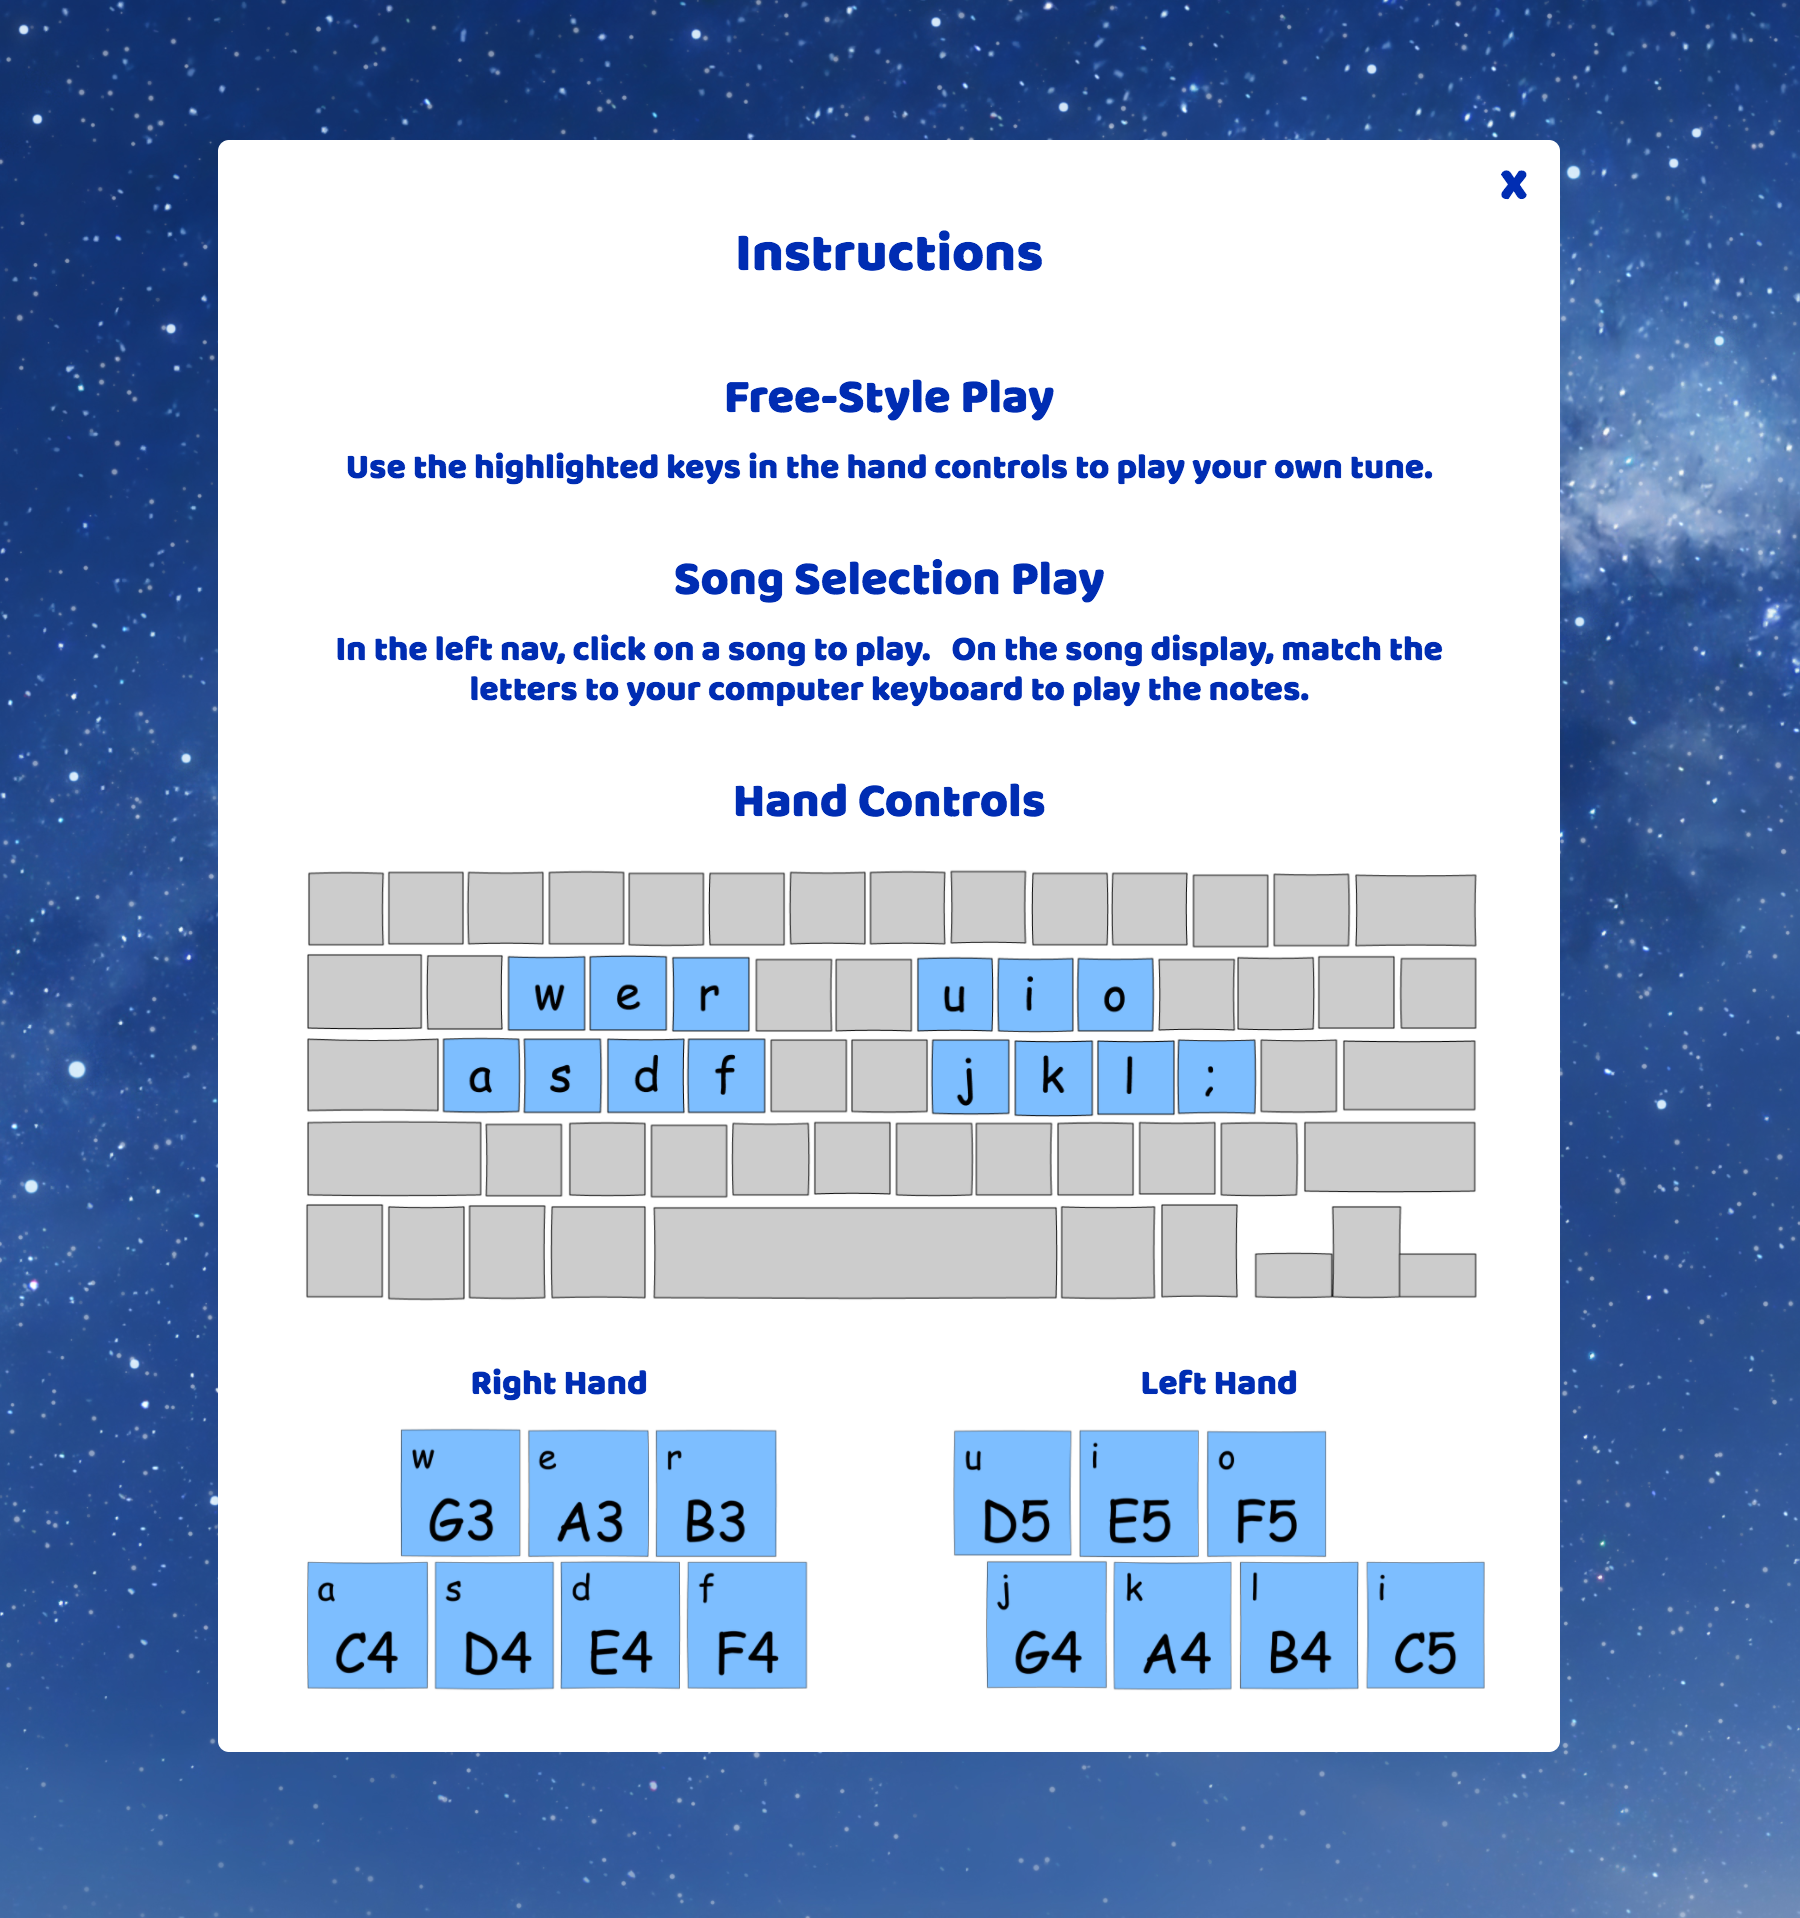 X
Instructions
Free-Style Play
Use the highlighted keys in the hand controls to play your own tune.
Song Selection Play
In the left nav, click on a song to play. On the song display, match the
letters to your computer keyboard to play the notes.
Hand Controls
w e r u i o
a s d f j k l ;
Right Hand
w e r
G3 A3 B3
a s d f
C4 D4 E4 F4
Left Hand
u i o
D5 E5 F5
j k l i
G4 A4 B4 C5